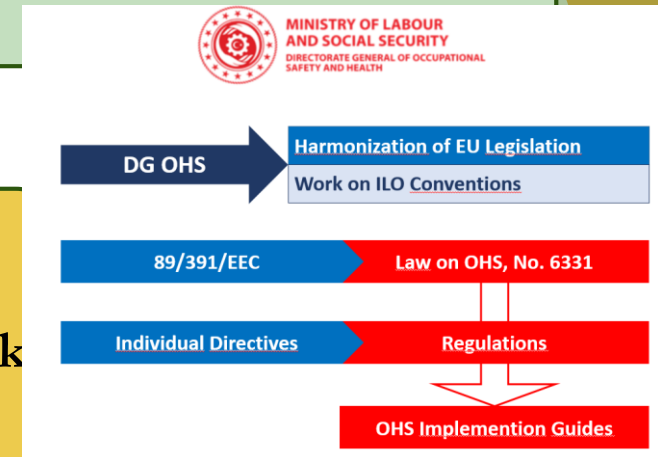 MINISTRY OF LABOUR
AND SOCIAL SECURITY
DIRECTORATE GENERAL OF OCCUPATIONAL
SAFETY AND HEALTH
DG OHS
Harmonization of EU Legislation
Work on ILO Conventions
89/391/EEC
Law on OHS, No. 6331
Individual Directives
Regulations
k
OHS Implemention Guides